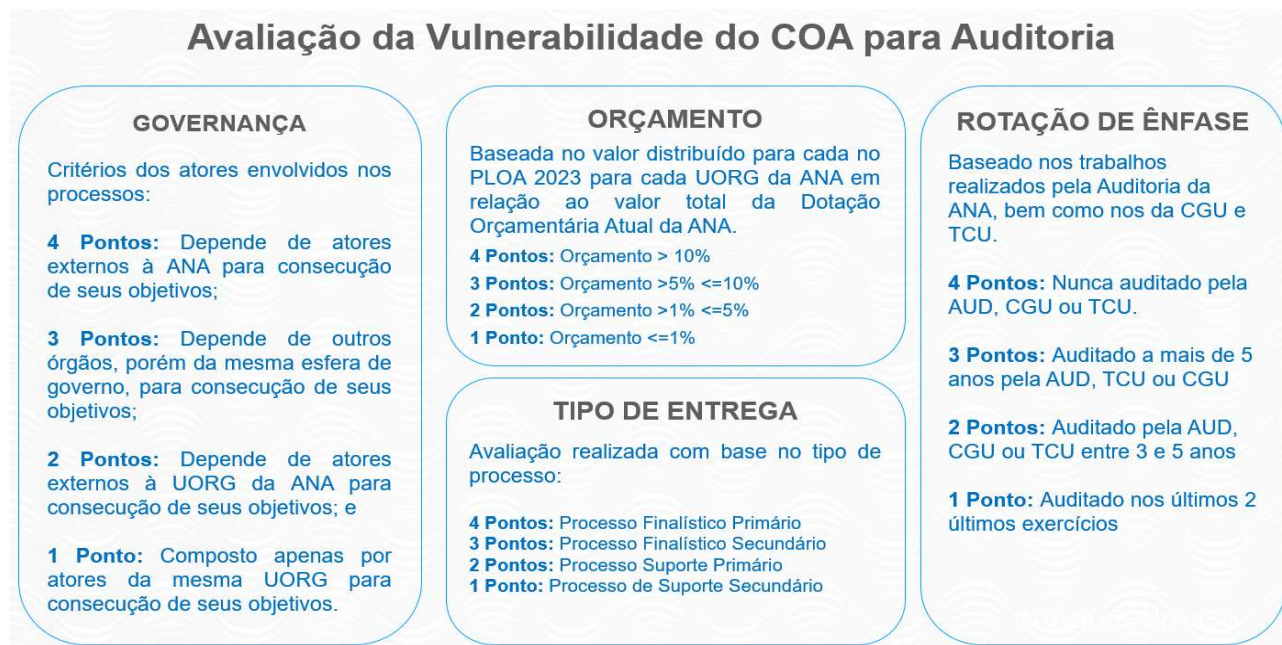 Avaliação da Vulnerabilidade do COA para Auditoria
GOVERNANÇA
Critérios dos atores envolvidos nos
processos:
4 Pontos: Depende de atores
externos à ANA para consecução
de seus objetivos;
3 Pontos: Depende de outros
órgãos, porém da mesma esfera de
governo, para consecução de seus
objetivos;
2 Pontos: Depende de atores
externos à UORG da ANA para
consecução de seus objetivos; e
1 Ponto: Composto apenas por
atores da mesma UORG para
consecução de seus objetivos.
ORÇAMENTO
Baseada no valor distribuído para cada no
PLOA 2023 para cada UORG da ANA em
relação ao valor total da Dotação
Orçamentária Atual da ANA.
4 Pontos: Orçamento > 10%
3 Pontos: Orçamento >5% <=10%
2 Pontos: Orçamento >1% <=5%
1 Ponto: Orçamento <=1%
TIPO DE ENTREGA
Avaliação realizada com base no tipo de
processo:
4 Pontos: Processo Finalístico Primário
3 Pontos: Processo Finalístico Secundário
2 Pontos: Processo Suporte Primário
1 Ponto: Processo de Suporte Secundário
ROTAÇÃO DE ÊNFASE
Baseado nos trabalhos
realizados pela Auditoria da
ANA, bem como nos da CGU e
TCU.
4 Pontos: Nunca auditado pela
AUD, CGU ou TCU.
3 Pontos: Auditado a mais de 5
anos pela AUD, TCU ou CGU
2 Pontos: Auditado pela AUD,
CGU ou TCU entre 3 e 5 anos
1 Ponto: Auditado nos últimos 2
últimos exercícios